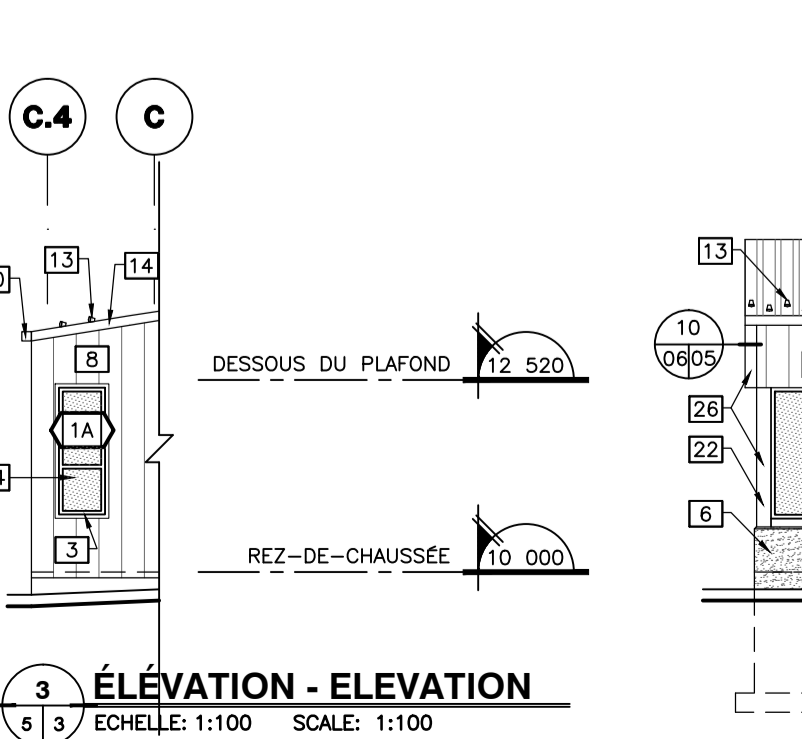 C.4 C
13 14
13
8
10
06 05
DESSOUS DU PLAFOND 12 520
1A
26
22
6
3
REZ-DE-CHAUSSÉE 10 000
3
5 3
ÉLÉVATION - ELEVATION
ECHELLE: 1:100 SCALE: 1:100